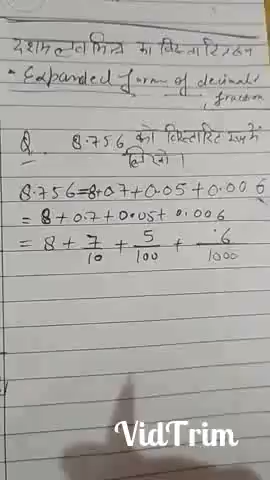 दशमलव भिन्न का विस्तारित रूप
* Expanded form of decimal
fraction
Q. 8.756 को विस्तारित रूप में
लिखो।
8.756=8+0.7+0.05+0.006
= 8+0.7+0.05+0.006
= 8 + 7/10 + 5/100 + 6/1000
VidTrim